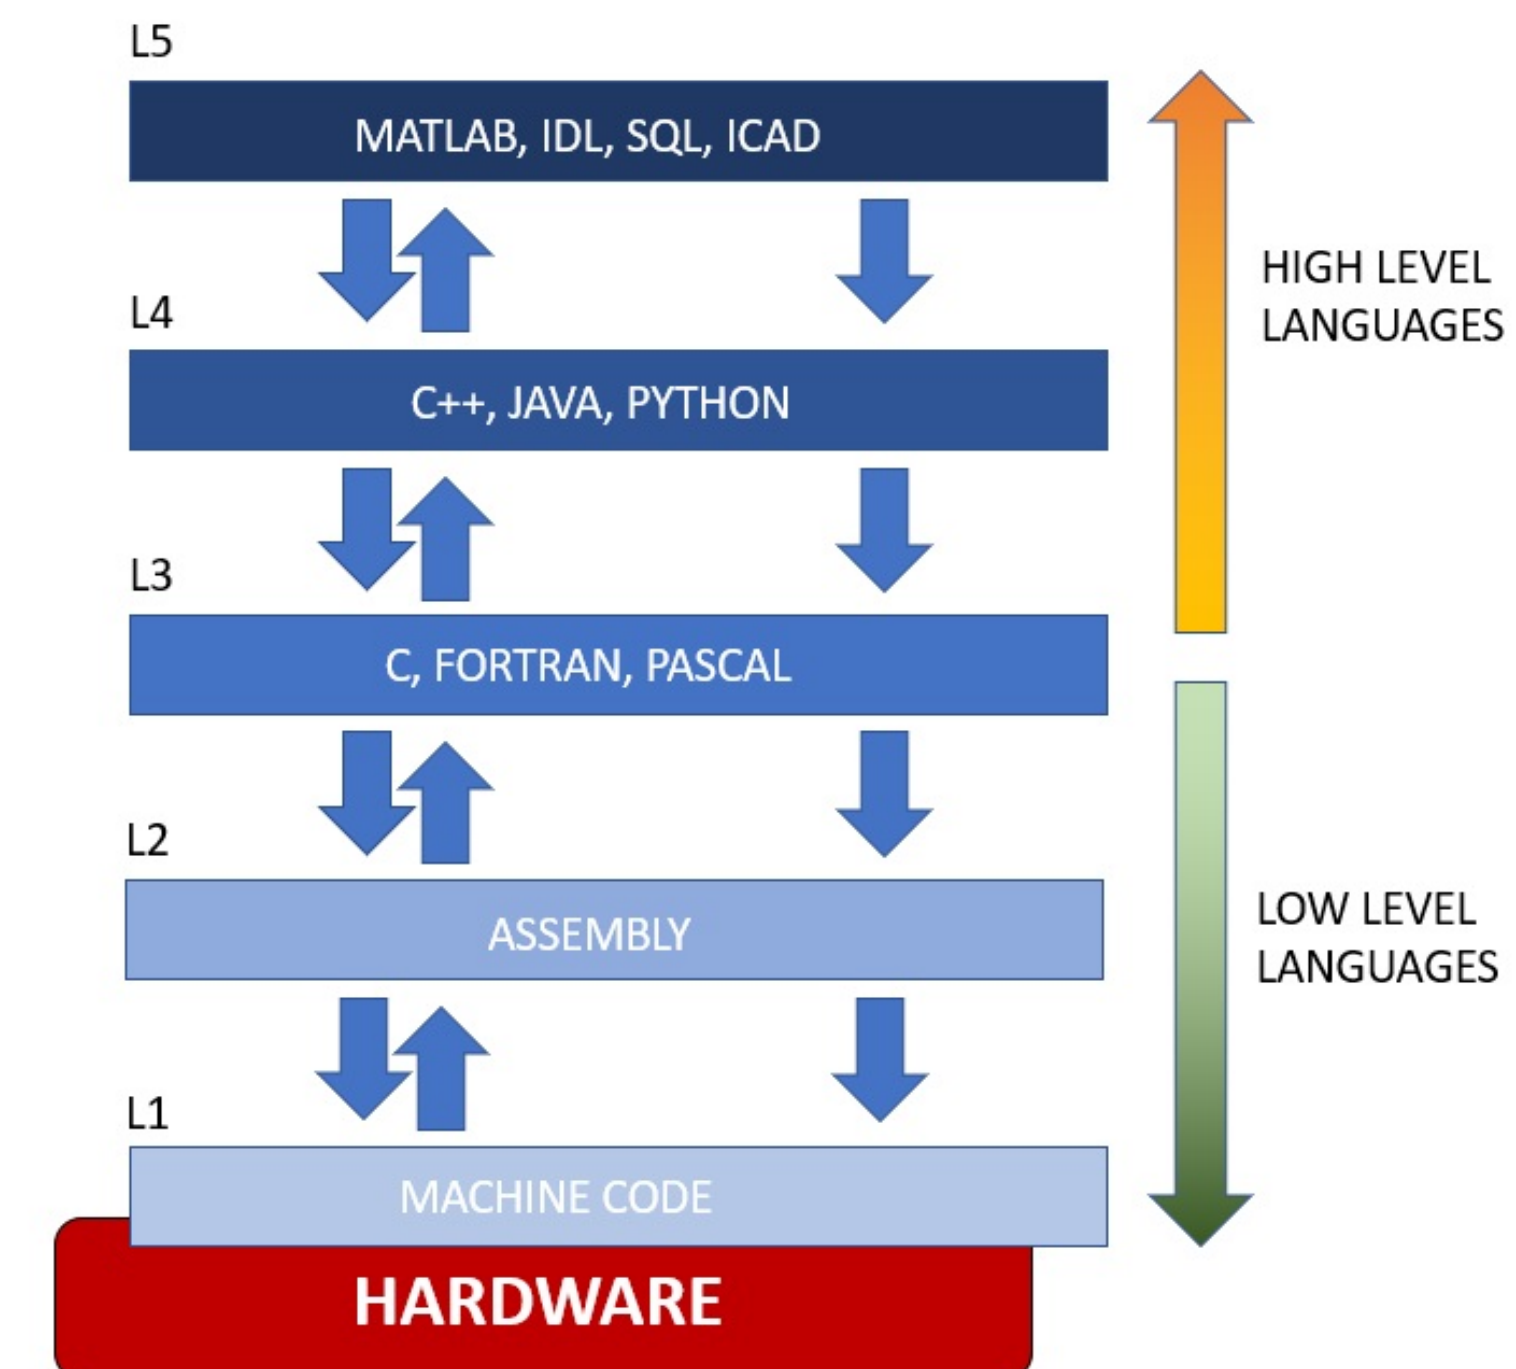 L5
MATLAB, IDL, SQL, ICAD
HIGH LEVEL
LANGUAGES
L4
C++, JAVA, PYTHON
L3
C, FORTRAN, PASCAL
L2
ASSEMBLY
LOW LEVEL
LANGUAGES
L1
MACHINE CODE
HARDWARE